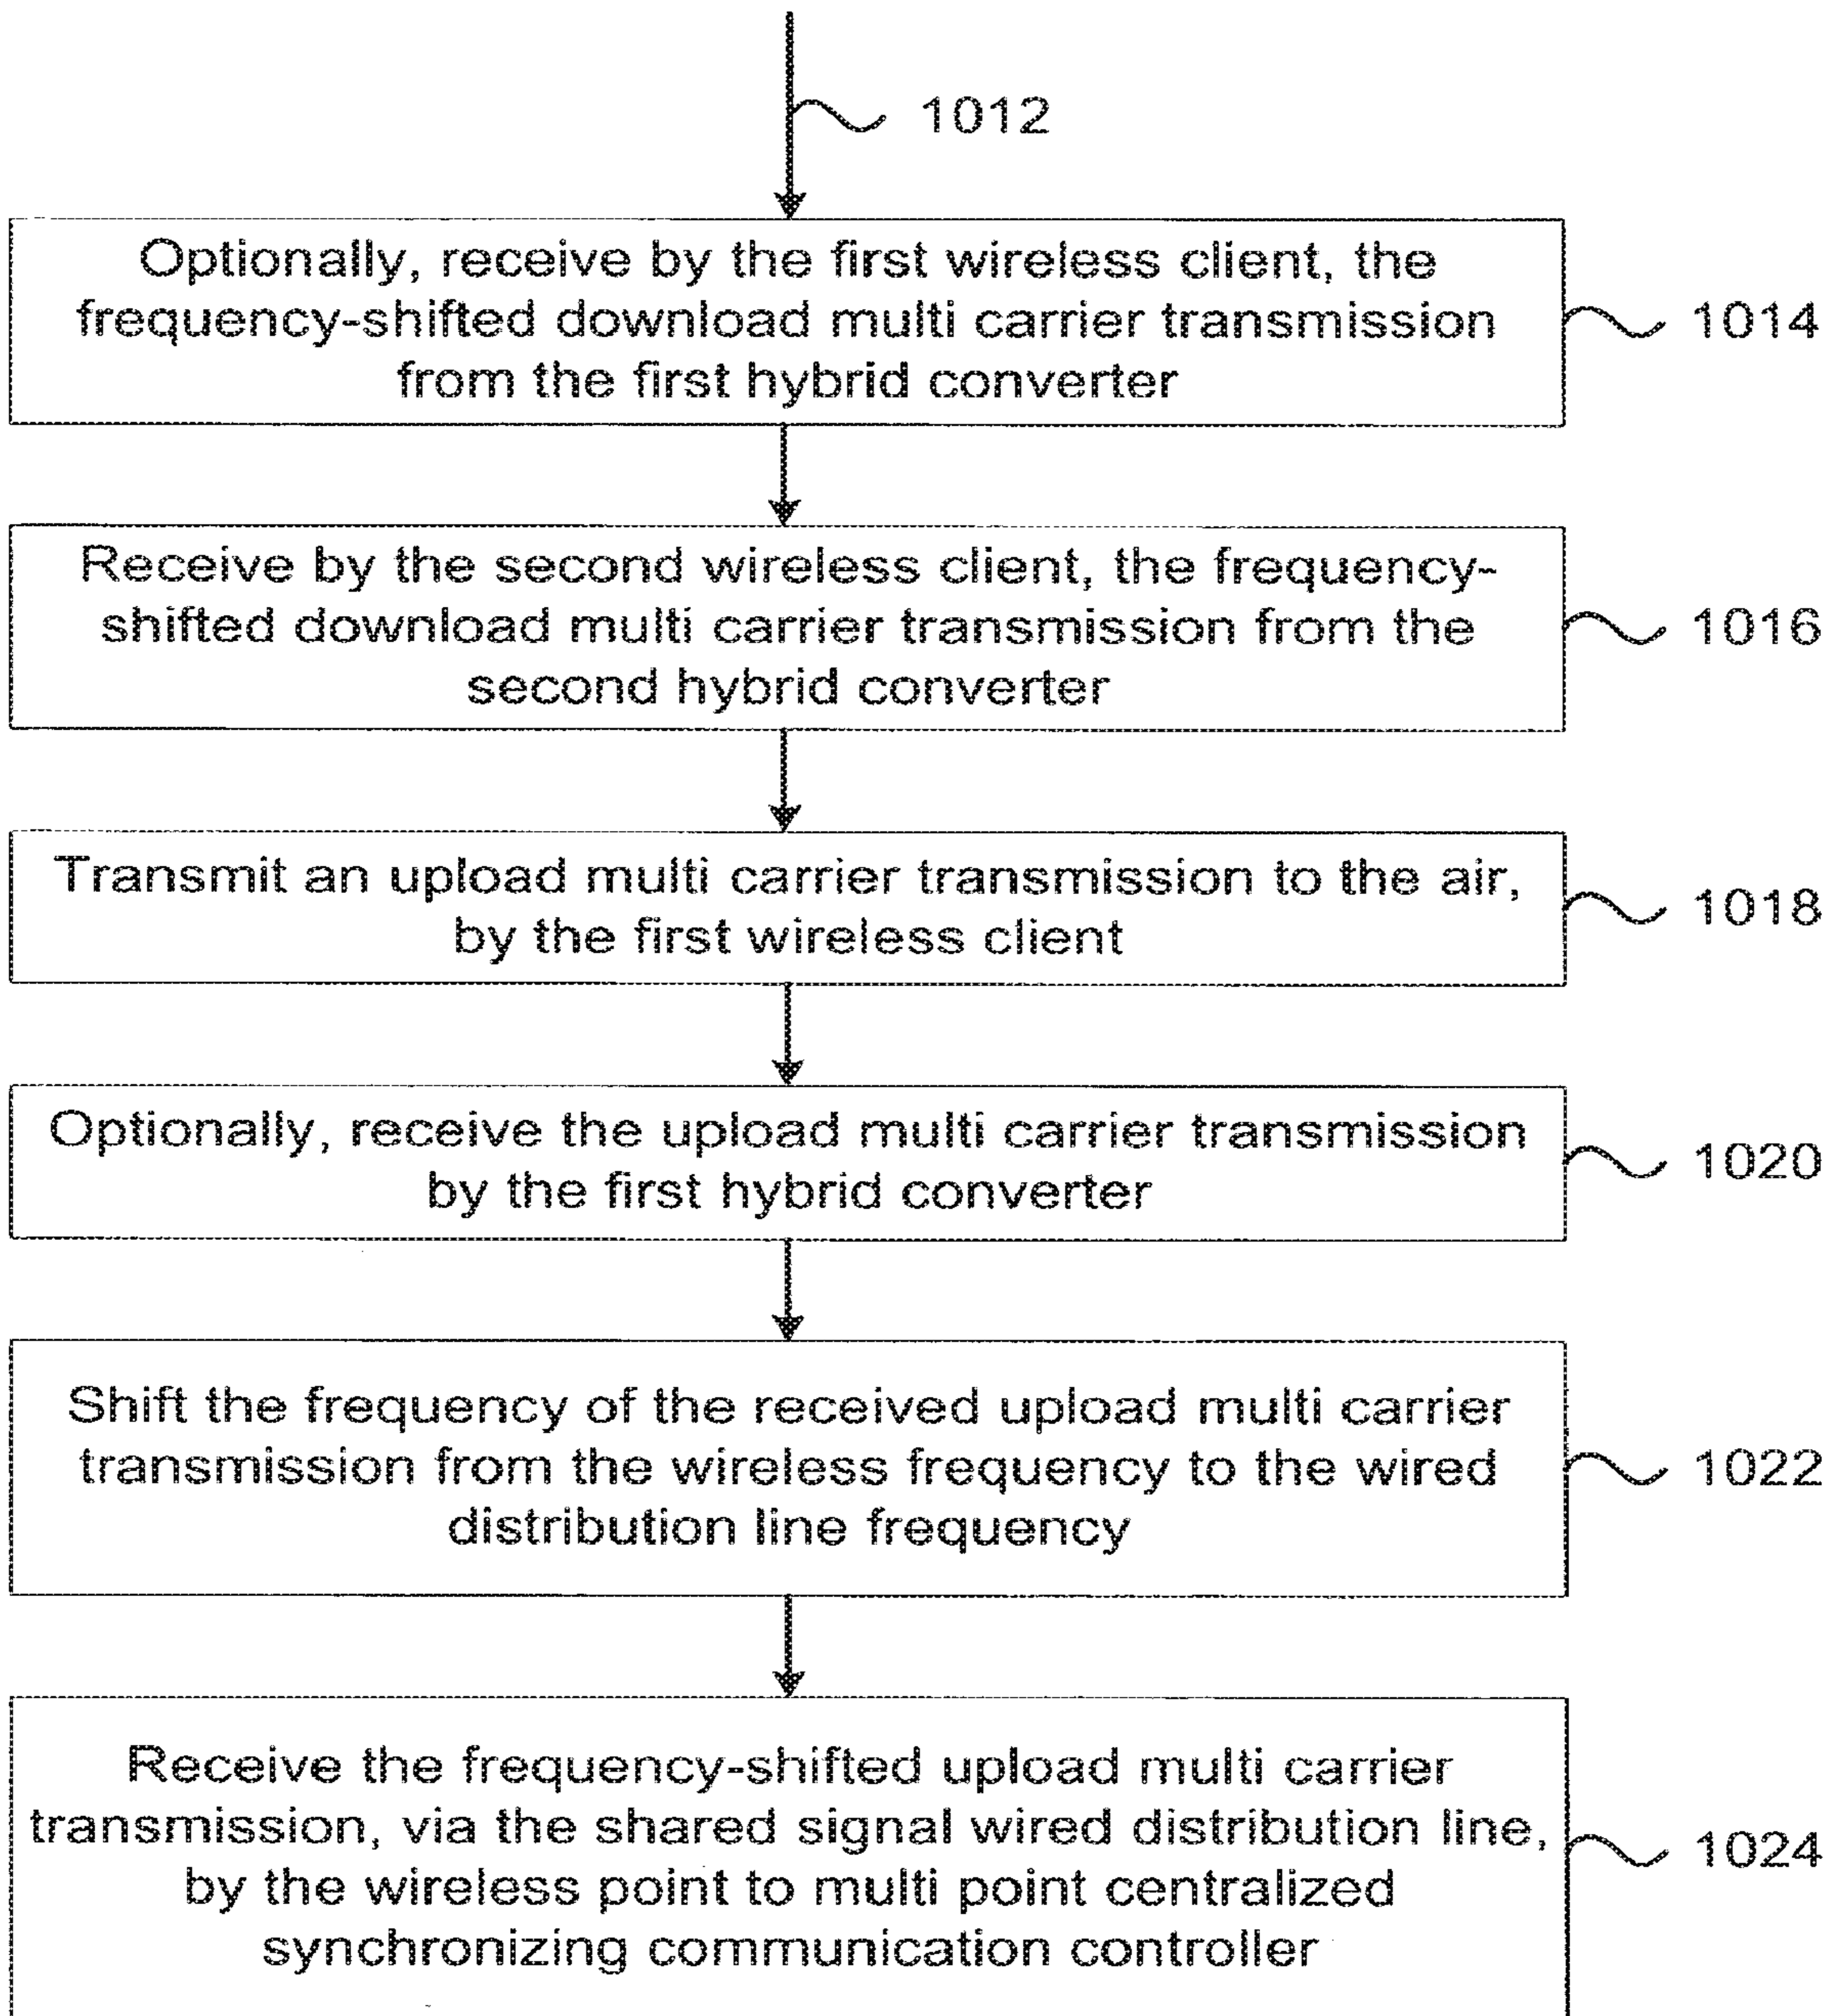 1012
Optionally, receive by the first wireless client, the
frequency-shifted download multi carrier transmission
from the first hybrid converter
1014
Receive by the second wireless client, the frequency-
shifted download multi carrier transmission from the
second hybrid converter
1016
Transmit an upload multi carrier transmission to the air,
by the first wireless client
1018
Optionally, receive the upload multi carrier transmission
by the first hybrid converter
1020
Shift the frequency of the received upload multi carrier
transmission from the wireless frequency to the wired
distribution line frequency
1022
Receive the frequency-shifted upload multi carrier
transmission, via the shared signal wired distribution line,
by the wireless point to multi point centralized
synchronizing communication controller
1024